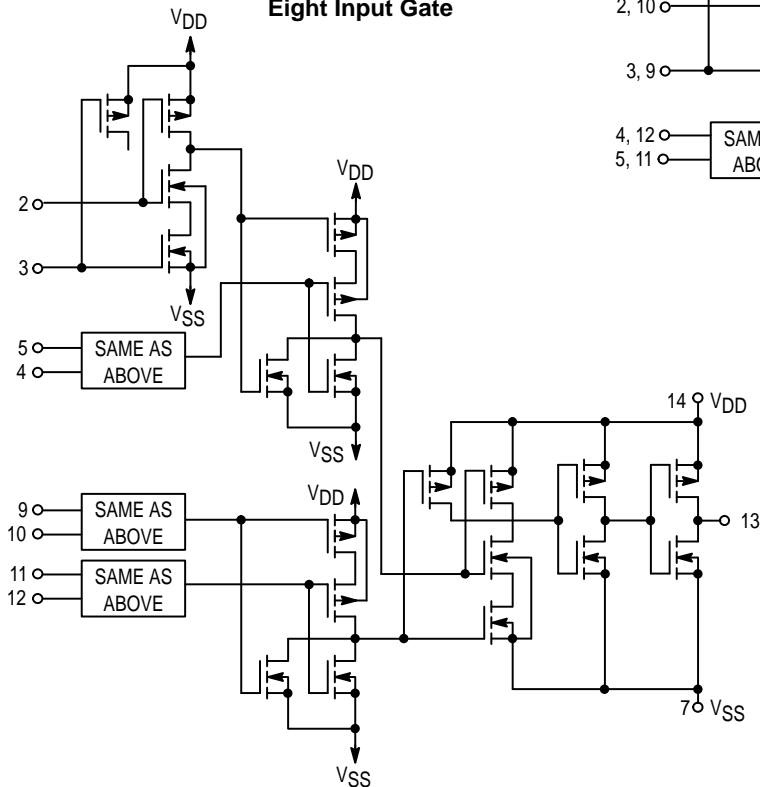 Eight Input Gate
VDD
2, 10
3, 9
4, 12
5, 11
SAM
ABO
VDD
2
3
VSS
5
4
SAME AS
ABOVE
VSS
14 VDD
VDD
9
10
SAME AS
ABOVE
13
11
12
SAME AS
ABOVE
7 VSS
VSS